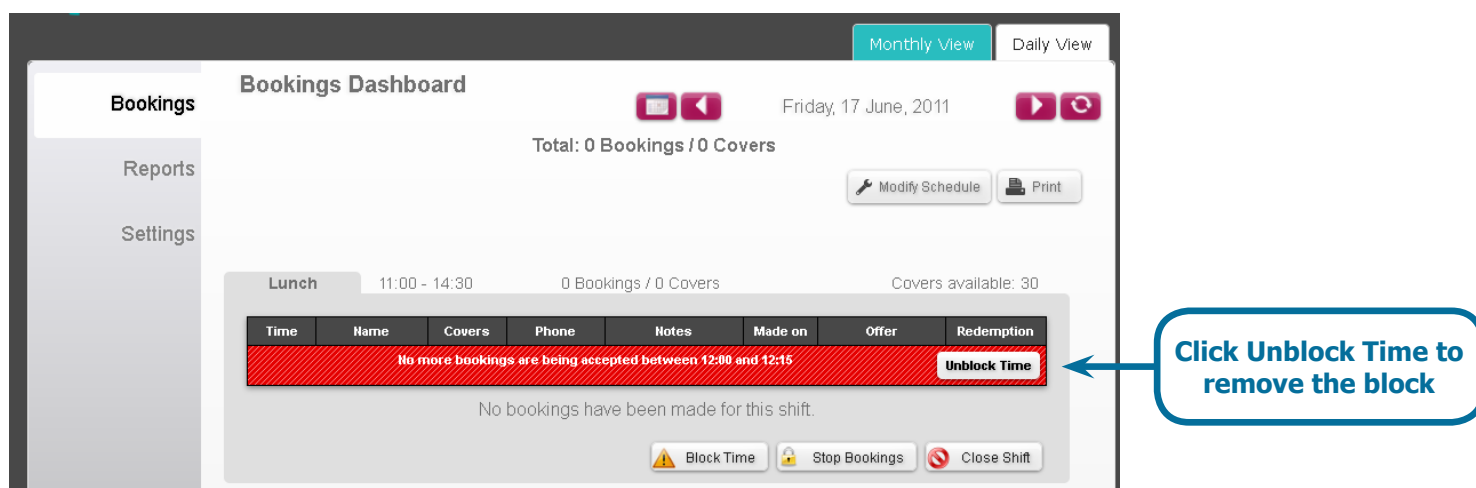 Monthly View Daily View
Bookings Dashboard
Bookings
Friday, 17 June, 2011
Total: 0 Bookings / 0 Covers
Reports
Modify Schedule Print
Settings
Lunch 11:00 - 14:30 0 Bookings / 0 Covers Covers available: 30
Time Name Covers Phone Notes Made on Offer Redemption
No more bookings are being accepted between 12:00 and 12:15 Unblock Time
Click Unblock Time to
remove the block
No bookings have been made for this shift.
Block Time Stop Bookings Close Shift